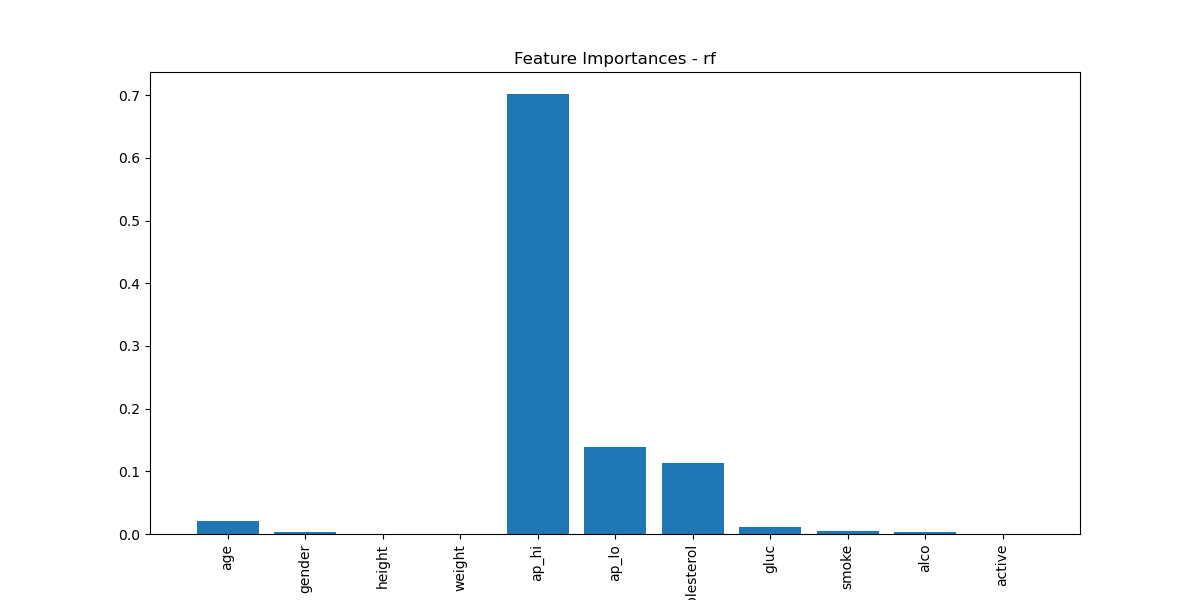 Feature Importances - rf
0.7
0.6
0.5
0.4
0.3
0.2
0.1
0.0
age
gender
height
weight
ap_hi
ap_lo
olesterol
gluc
smoke
alco
active